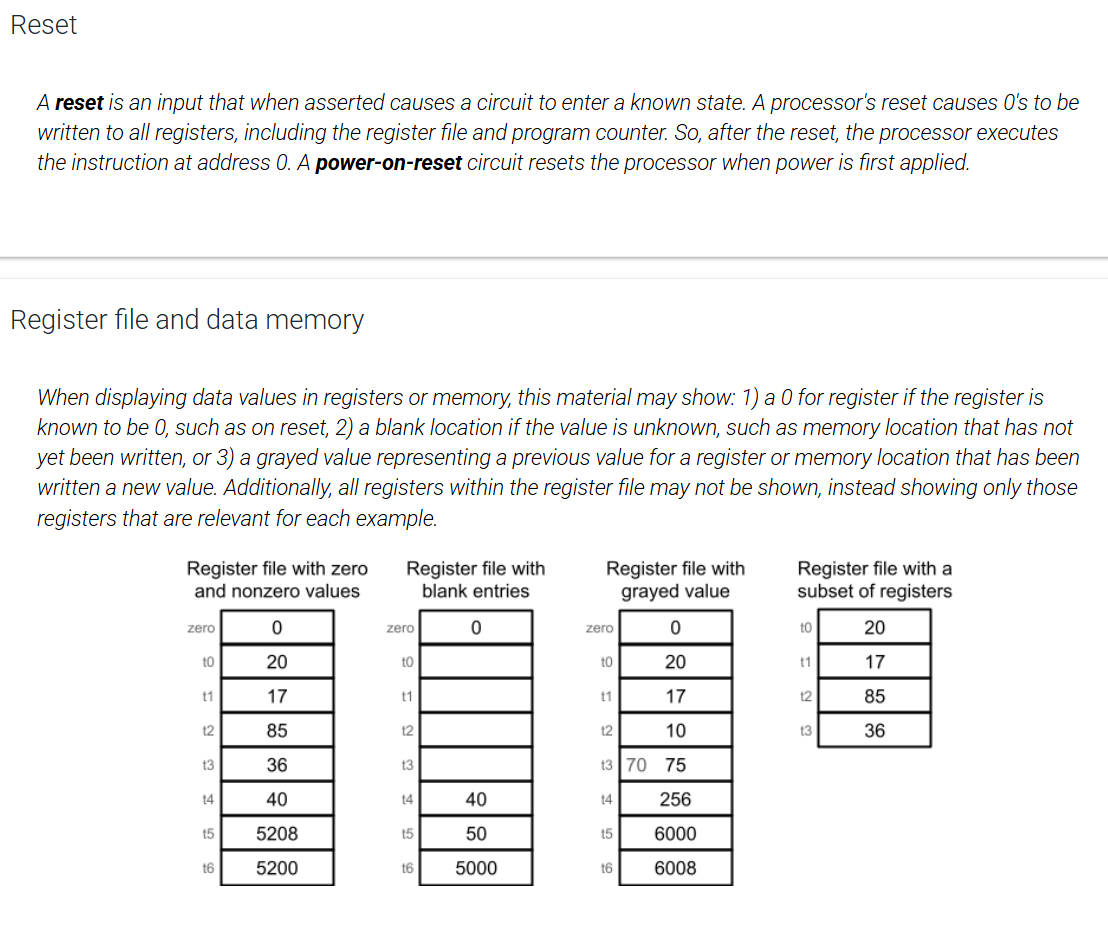 Reset
A reset is an input that when asserted causes a circuit to enter a known state. A processor's reset causes 0's to be
written to all registers, including the register file and program counter. So, after the reset, the processor executes
the instruction at address 0. A power-on-reset circuit resets the processor when power is first applied.
Register file and data memory
When displaying data values in registers or memory, this material may show: 1) a 0 for register if the register is
known to be 0, such as on reset, 2) a blank location if the value is unknown, such as memory location that has not
yet been written, or 3) a grayed value representing a previous value for a register or memory location that has been
written a new value. Additionally, all registers within the register file may not be shown, instead showing only those
registers that are relevant for each example.
Register file with zero
and nonzero values
zero 0
t0 20
t1 17
t2 85
t3 36
t4 40
t5 5208
t6 5200
Register file with
blank entries
zero 0
t0
t1
t2
t3
t4 40
t5 50
t6 5000
Register file with
grayed value
zero 0
t0 20
t1 17
t2 10
t3 70 75
t4 256
t5 6000
t6 6008
Register file with a
subset of registers
t0 20
t1 17
t2 85
t3 36